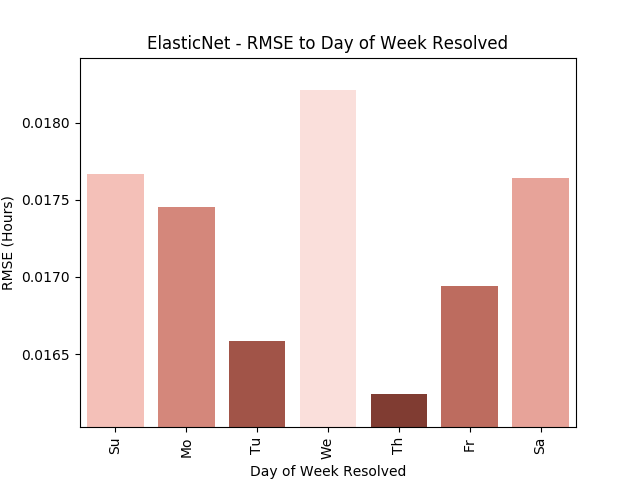 ElasticNet - RMSE to Day of Week Resolved
RMSE (Hours)
0.0180
0.0175
0.0170
0.0165
Su
Mo
Tu
We
Th
Fr
Sa
Day of Week Resolved